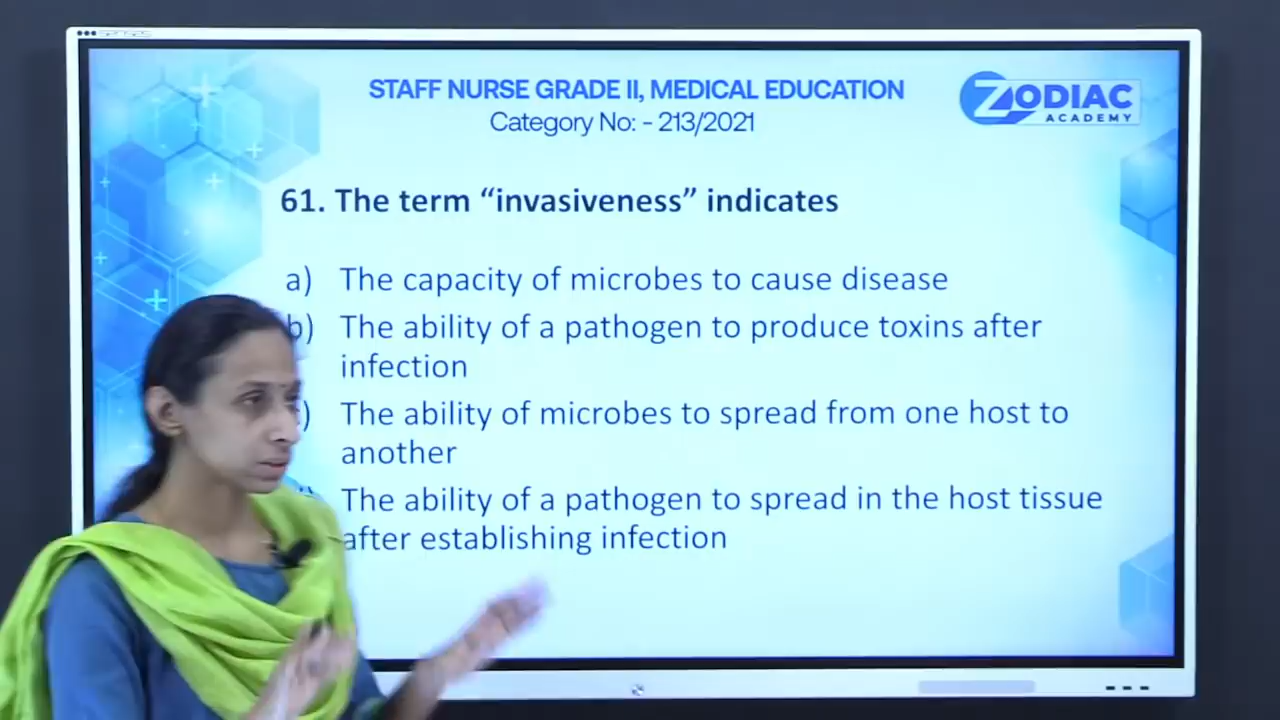 STAFF NURSE GRADE II, MEDICAL EDUCATION
Category No: - 213/2021
ZODIAC
ACADEMY
61. The term “invasiveness” indicates
a) The capacity of microbes to cause disease
b) The ability of a pathogen to produce toxins after
infection
) The ability of microbes to spread from one host to
another
The ability of a pathogen to spread in the host tissue
after establishing infection